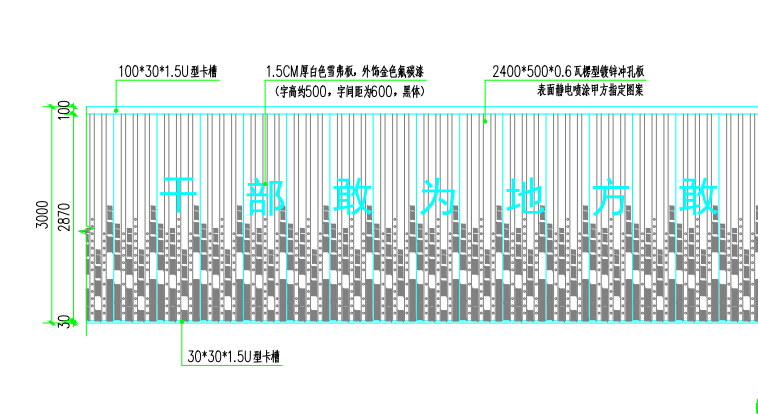 100*30*1.5U型卡槽
1.5CM厚白色雪弗板，外饰金色氟碳漆
（字高约500，字间距为600，黑体）
2400*500*0.6瓦楞型镀锌冲孔板
表面静电喷涂甲方指定图案
100
3000
2870
30
干部敢为地方敢
30*30*1.5U型卡槽